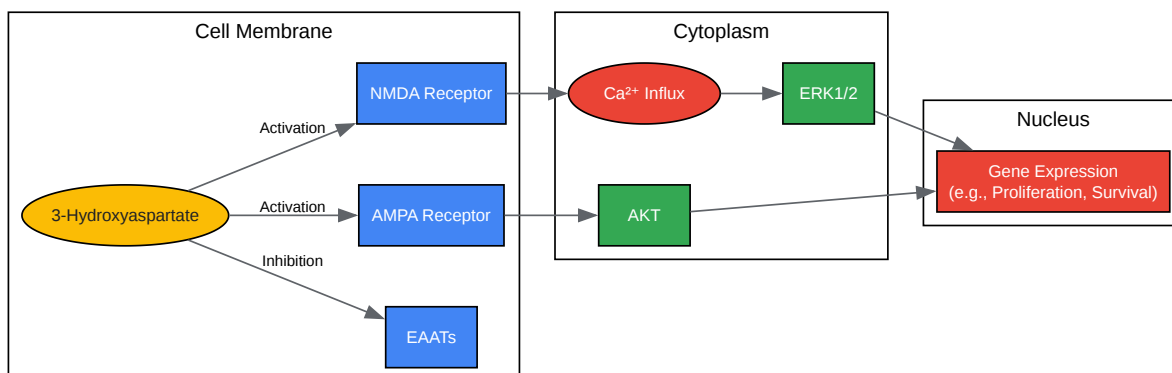 Cell Membrane
NMDA Receptor
Activation
3-Hydroxyaspartate
Activation
AMPA Receptor
Inhibition
EAATs
Cytoplasm
Ca²⁺ Influx
ERK1/2
AKT
Nucleus
Gene Expression
(e.g., Proliferation, Survival)